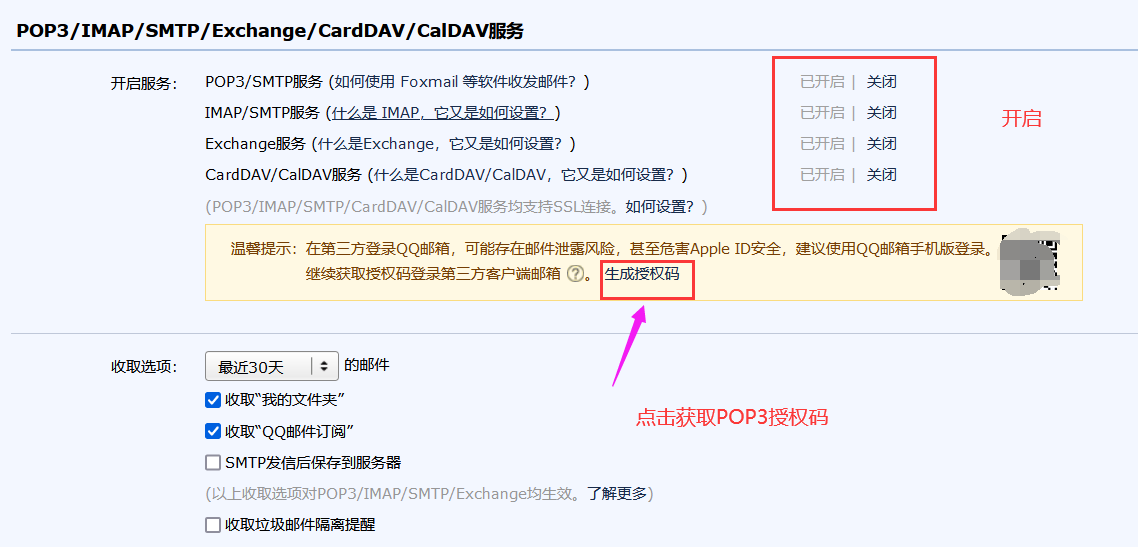 POP3/IMAP/SMTP/Exchange/CardDAV/CalDAV服务
开启服务： POP3/SMTP服务 (如何使用 Foxmail 等软件收发邮件？) 已开启 | 关闭
IMAP/SMTP服务 (什么是 IMAP，它又是如何设置？) 已开启 | 关闭
开启
Exchange服务 (什么是Exchange，它又是如何设置？) 已开启 | 关闭
CardDAV/CalDAV服务 (什么是CardDAV/CalDAV，它又是如何设置？) 已开启 | 关闭
(POP3/IMAP/SMTP/CardDAV/CalDAV服务均支持SSL连接。如何设置？)
温馨提示：在第三方登录QQ邮箱，可能存在邮件泄露风险，甚至危害Apple ID安全，建议使用QQ邮箱手机版登录。
继续获取授权码登录第三方客户端邮箱 ? 。 生成授权码
收取选项： 最近30天 的邮件
收取“我的文件夹”
点击获取POP3授权码
收取“QQ邮件订阅”
SMTP发信后保存到服务器
(以上收取选项对POP3/IMAP/SMTP/Exchange均生效。了解更多)
收取垃圾邮件隔离提醒